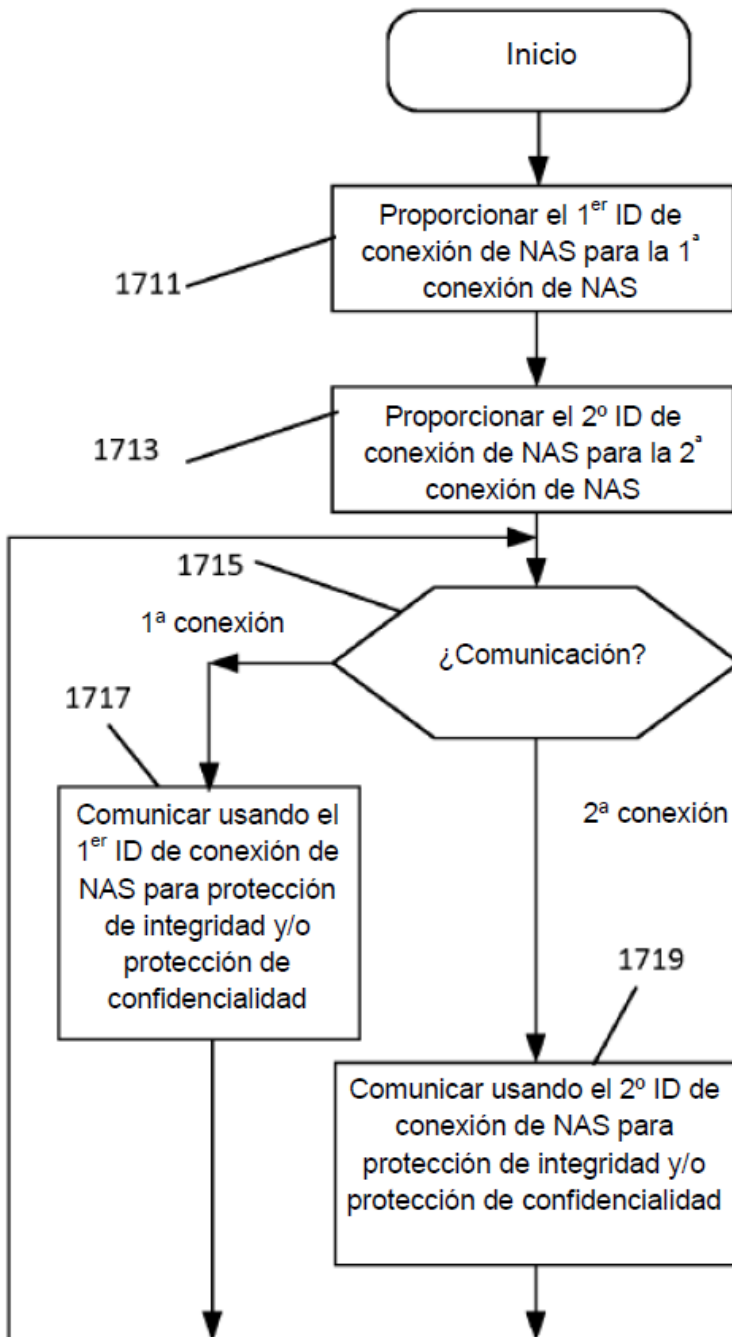 Inicio
Proporcionar el 1er ID de
conexión de NAS para la 1ª
conexión de NAS
1711
Proporcionar el 2º ID de
conexión de NAS para la 2ª
conexión de NAS
1713
1715
1ª conexión
¿Comunicación?
1717
Comunicar usando el
1er ID de conexión de
NAS para protección
de integridad y/o
protección de
confidencialidad
2ª conexión
1719
Comunicar usando el 2º ID de
conexión de NAS para
protección de integridad y/o
protección de confidencialidad